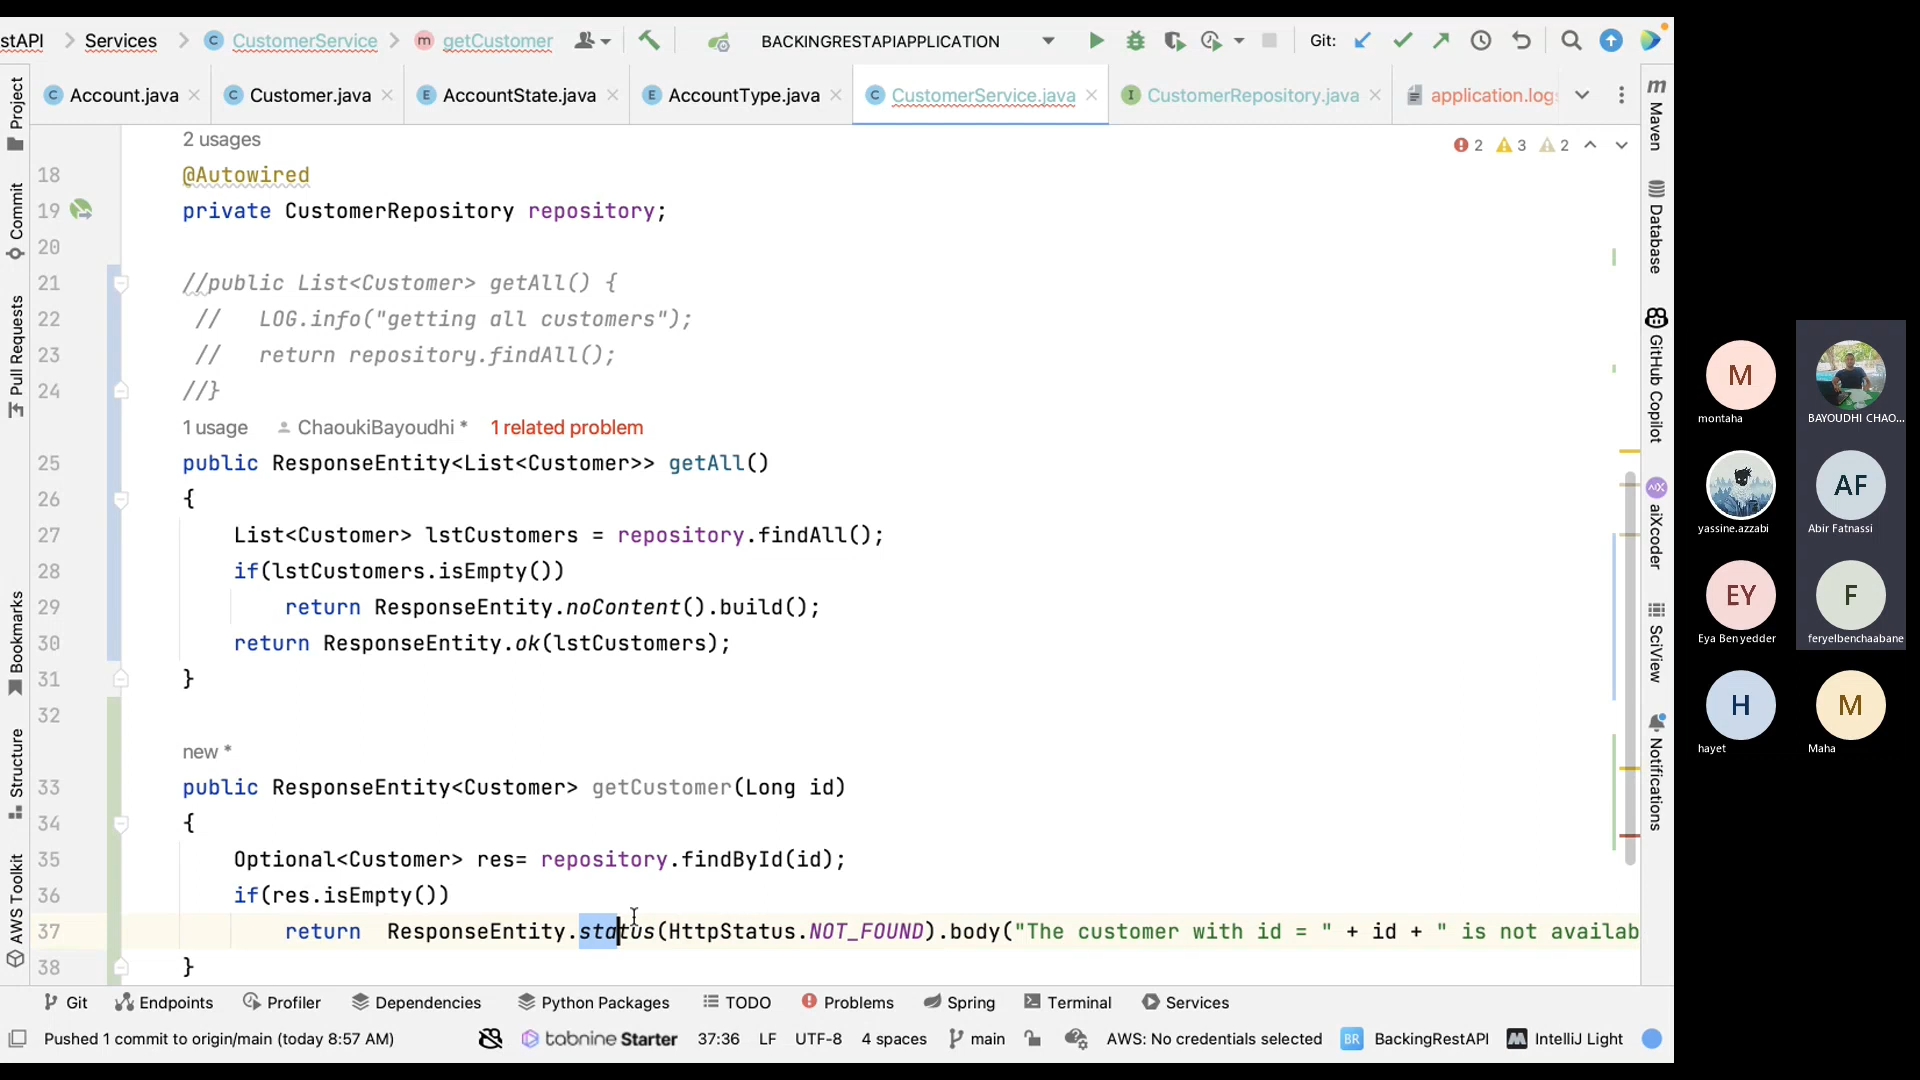 stAPI Services CustomerService getCustomer BACKINGRESTAPIAPPLICATION Git:
Account.java Customer.java AccountState.java AccountType.java CustomerService.java CustomerRepository.java application.log
2 usages
2 3 2
18 @Autowired
19 private CustomerRepository repository;
20
21 //public List<Customer> getAll() {
22 // LOG.info("getting all customers");
23 // return repository.findAll();
24 //}
1 usage ChaoukiBayoudhi * 1 related problem
25 public ResponseEntity<List<Customer>> getAll()
26 {
27 List<Customer> lstCustomers = repository.findAll();
28 if(lstCustomers.isEmpty())
29 return ResponseEntity.noContent().build();
30 return ResponseEntity.ok(lstCustomers);
31 }
32
new *
33 public ResponseEntity<Customer> getCustomer(Long id)
34 {
35 Optional<Customer> res= repository.findById(id);
36 if(res.isEmpty())
37 return ResponseEntity.status(HttpStatus.NOT_FOUND).body("The customer with id = " + id + " is not availab
38 }
Project
Commit
Pull Requests
Bookmarks
Structure
AWS Toolkit
m Maven
Database
GitHub Copilot
aiXcoder
SciView
Notifications
Git Endpoints Profiler Dependencies Python Packages TODO Problems Spring Terminal Services
Pushed 1 commit to origin/main (today 8:57 AM) tabnine Starter 37:36 LF UTF-8 4 spaces main AWS: No credentials selected BR BackingRestAPI IntelliJ Light
M
montaha
BAYOUDHI CHAO...
yassine.azzabi
AF
Abir Fatnassi
EY
Eya Ben yedder
F
feryelbenchaabane
H
hayet
M
Maha